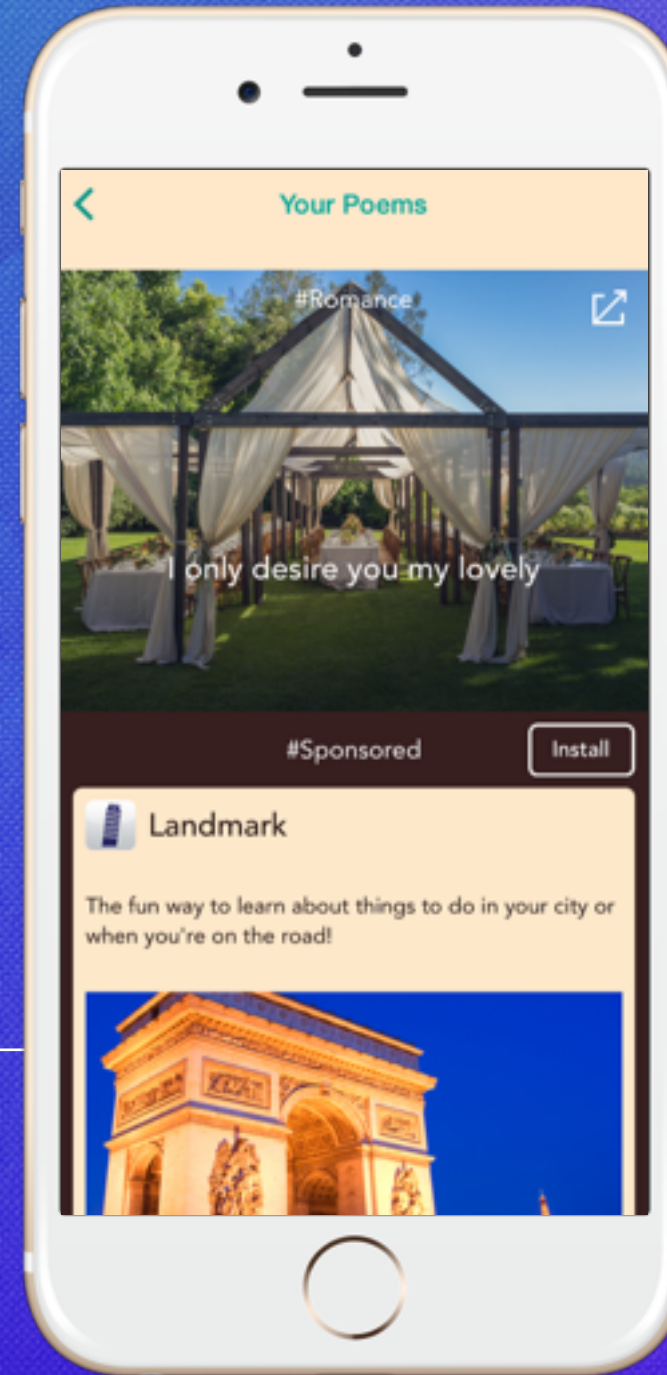 Your Poems
#Romance
I only desire you my lovely
#Sponsored
Install
Landmark
The fun way to learn about things to do in your city or
when you're on the road!